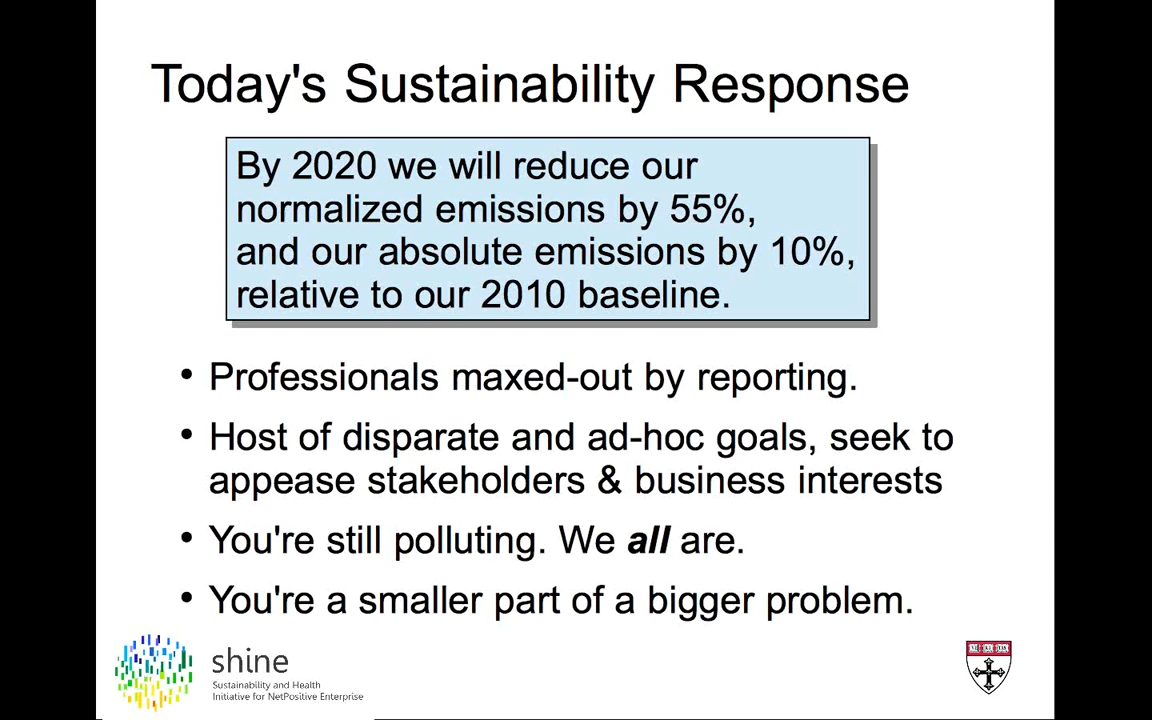 Today's Sustainability Response
By 2020 we will reduce our
normalized emissions by 55%,
and our absolute emissions by 10%,
relative to our 2010 baseline.
• Professionals maxed-out by reporting.
• Host of disparate and ad-hoc goals, seek to
appease stakeholders & business interests
• You're still polluting. We all are.
• You're a smaller part of a bigger problem.
shine
Sustainability and Health
Initiative for NetPositive Enterprise